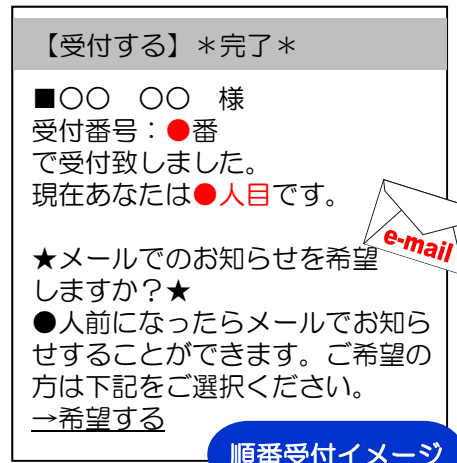 【受付する】＊完了＊
■○○　○○　様
受付番号：●番
で受付致しました。
現在あなたは●人目です。
e-mail
★メールでのお知らせを希望
しますか？★
●人前になったらメールでお知ら
せすることができます。ご希望の
方は下記をご選択ください。
→希望する
順番受付イメージ